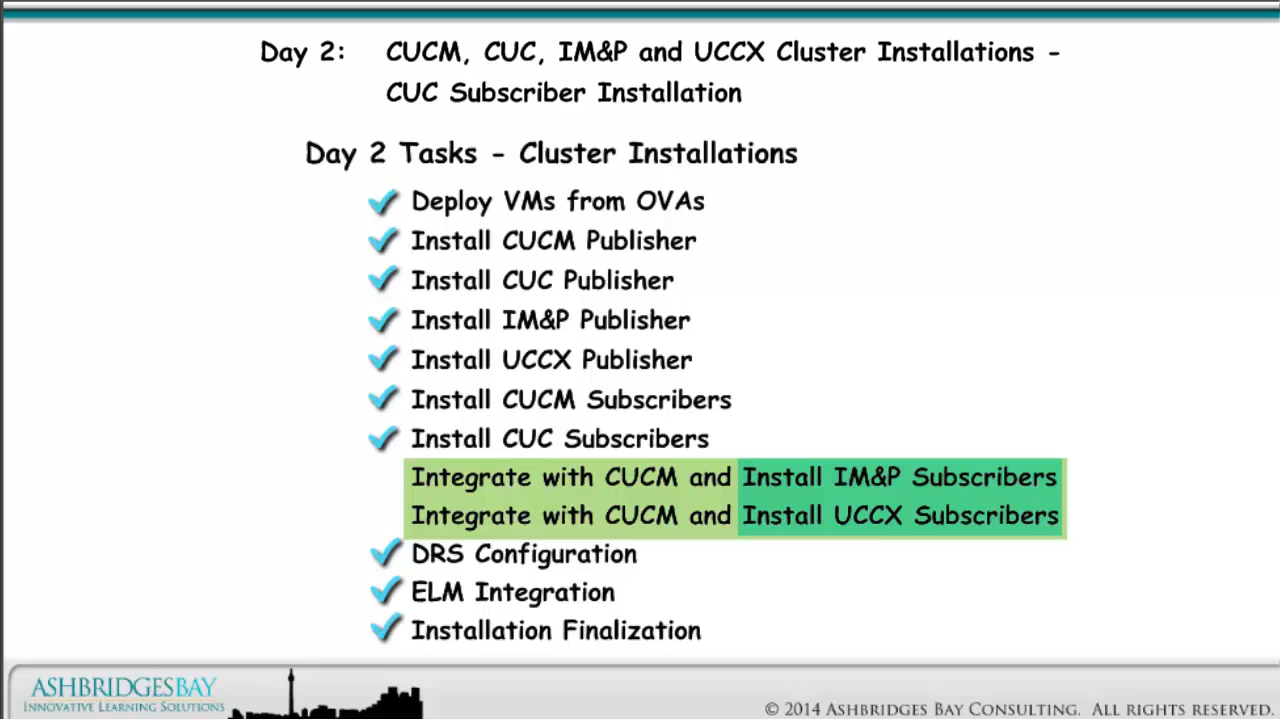 Day 2: CUCM, CUC, IM&P and UCCX Cluster Installations -
CUC Subscriber Installation
Day 2 Tasks - Cluster Installations
Deploy VMs from OVAs
Install CUCM Publisher
Install CUC Publisher
Install IM&P Publisher
Install UCCX Publisher
Install CUCM Subscribers
Install CUC Subscribers
Integrate with CUCM and Install IM&P Subscribers
Integrate with CUCM and Install UCCX Subscribers
DRS Configuration
ELM Integration
Installation Finalization
ASHBRIDGESBAY
INNOVATIVE LEARNING SOLUTIONS
© 2014 ASHBRIDGES BAY CONSULTING. ALL RIGHTS RESERVED.